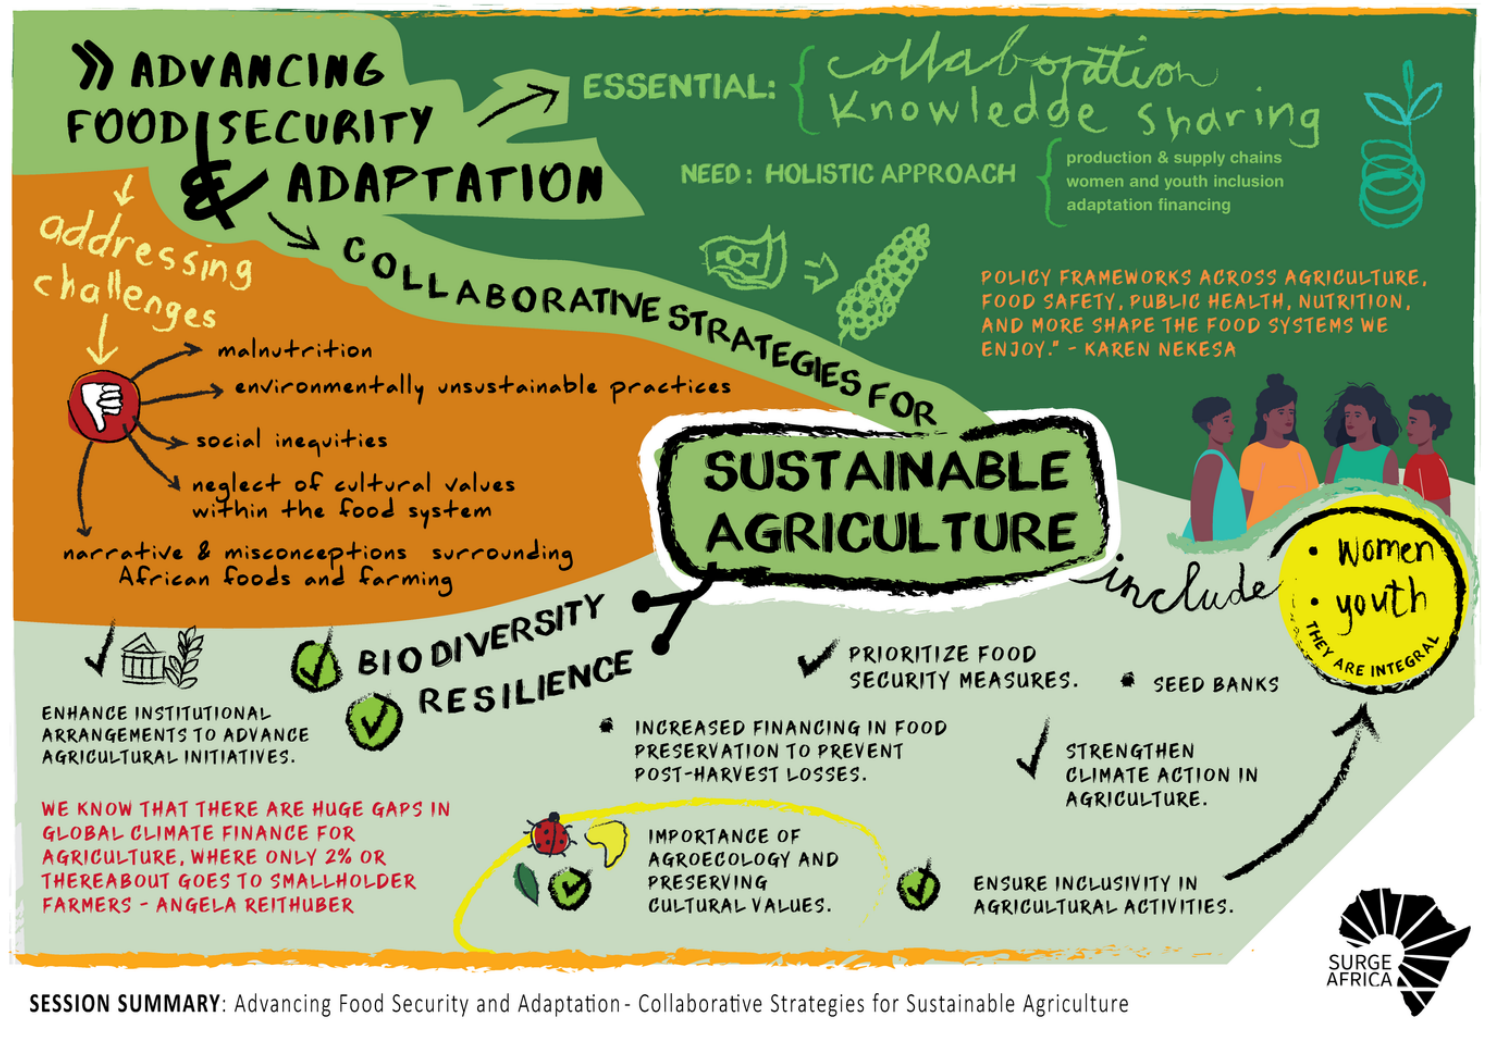 ADVANCING
FOOD SECURITY
& ADAPTATION
ESSENTIAL:
collaboration
Knowledge sharing
NEED: HOLISTIC APPROACH
production & supply chains
women and youth inclusion
adaptation financing
COLLABORATIVE STRATEGIES FOR
SUSTAINABLE
AGRICULTURE
POLICY FRAMEWORKS ACROSS AGRICULTURE,
FOOD SAFETY, PUBLIC HEALTH, NUTRITION,
AND MORE SHAPE THE FOOD SYSTEMS WE
ENJOY." - KAREN NEKESA
addressing
challenges
malnutrition
environmentally unsustainable practices
social inequities
neglect of cultural values
within the food system
narrative & misconceptions surrounding
African foods and farming
include
• women
• youth
THEY ARE INTEGRAL
BIODIVERSITY
RESILIENCE
ENHANCE INSTITUTIONAL
ARRANGEMENTS TO ADVANCE
AGRICULTURAL INITIATIVES.
PRIORITIZE FOOD
SECURITY MEASURES.
SEED BANKS
INCREASED FINANCING IN FOOD
PRESERVATION TO PREVENT
POST-HARVEST LOSSES.
STRENGTHEN
CLIMATE ACTION IN
AGRICULTURE.
WE KNOW THAT THERE ARE HUGE GAPS IN
GLOBAL CLIMATE FINANCE FOR
AGRICULTURE, WHERE ONLY 2% OR
THEREABOUT GOES TO SMALLHOLDER
FARMERS - ANGELA REITHUBER
IMPORTANCE OF
AGROECOLOGY AND
PRESERVING
CULTURAL VALUES.
ENSURE INCLUSIVITY IN
AGRICULTURAL ACTIVITIES.
SURGE
AFRICA
SESSION SUMMARY: Advancing Food Security and Adaptation - Collaborative Strategies for Sustainable Agriculture